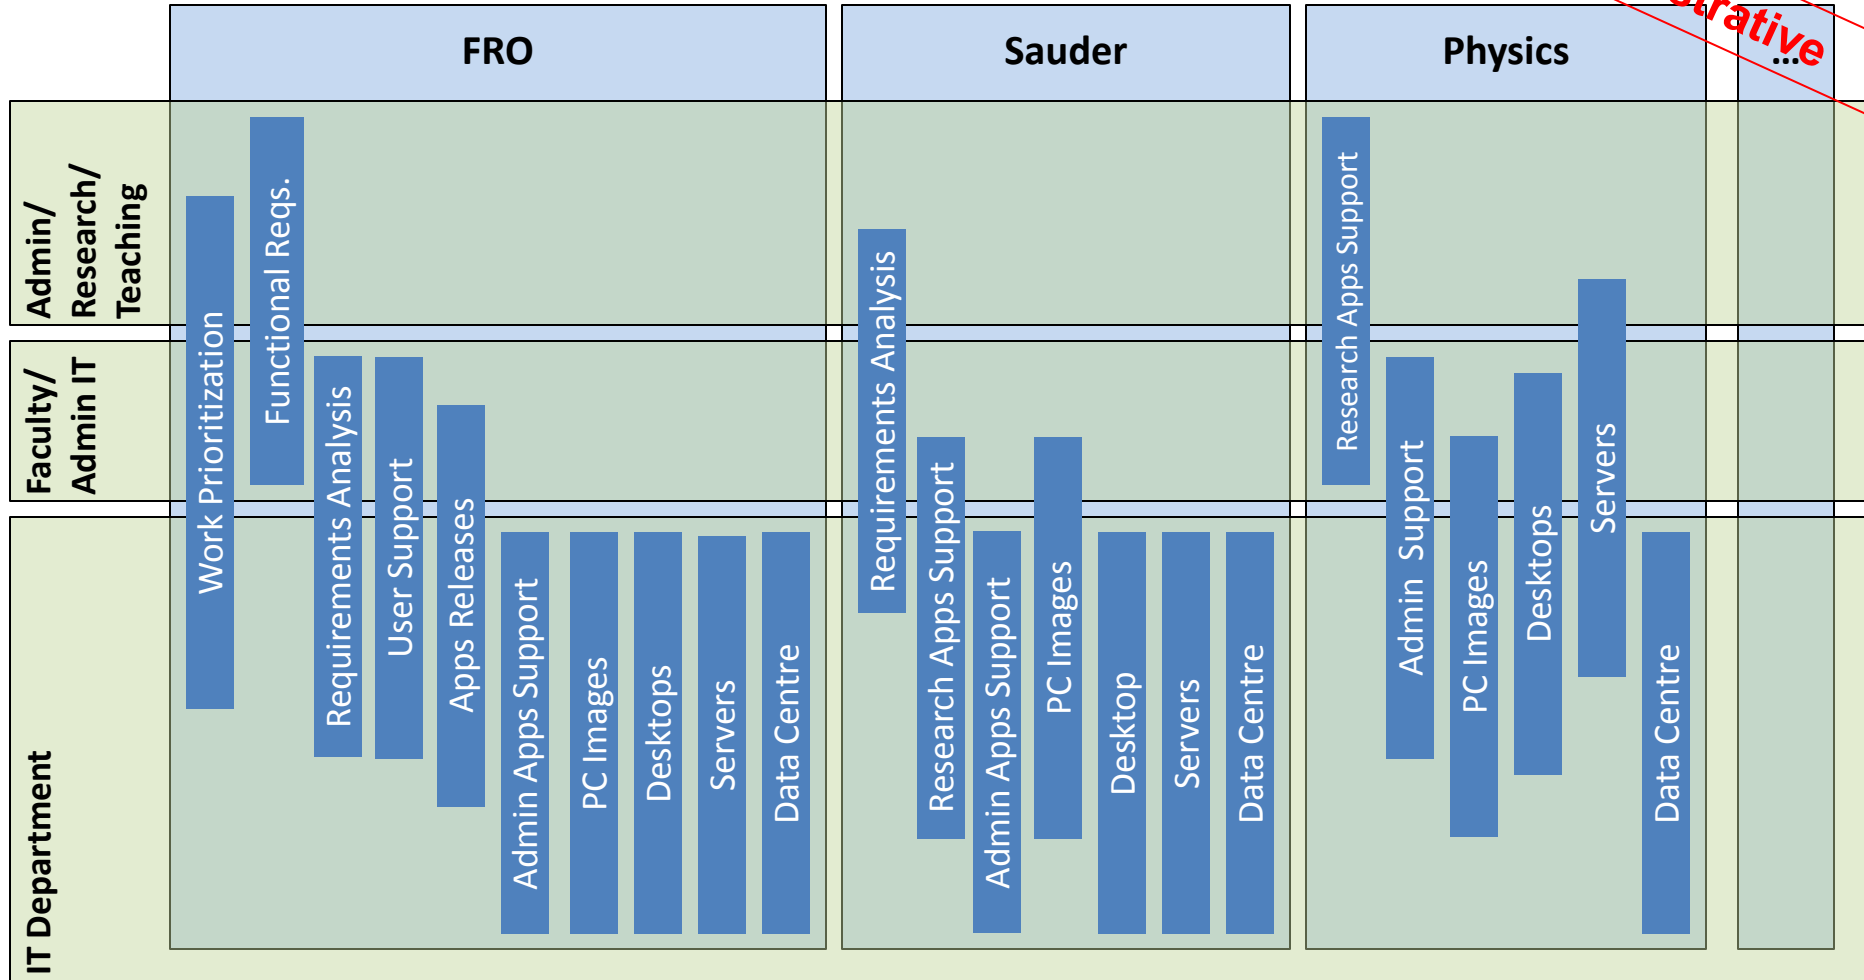 FRO
Sauder
Physics
...
strative
Admin/
Research/
Teaching
Faculty/
Admin IT
IT Department
Work Prioritization
Functional Reqs.
Requirements Analysis
User Support
Apps Releases
Admin Apps Support
PC Images
Desktops
Servers
Data Centre
Requirements Analysis
Research Apps Support
Admin Apps Support
PC Images
Desktop
Servers
Data Centre
Research Apps Support
Admin Support
PC Images
Desktops
Servers
Data Centre